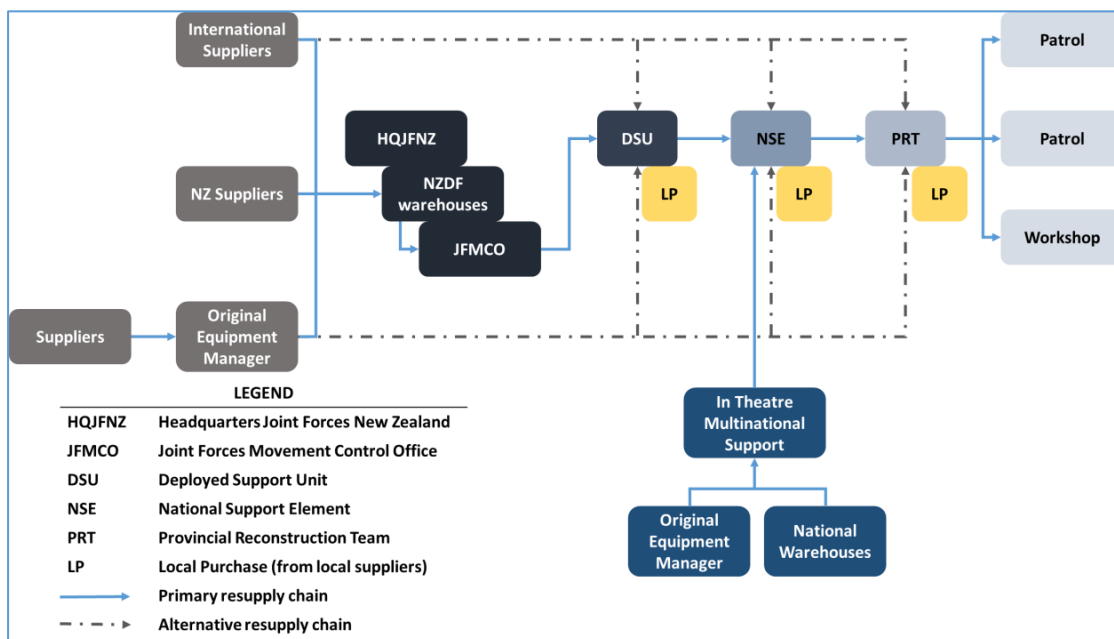 International
Suppliers
Patrol
HQJFNZ
DSU
NSE
PRT
Patrol
NZ Suppliers
NZDF
warehouses
LP
LP
LP
JFMCO
Workshop
Suppliers
Original
Equipment
Manager
LEGEND
HQJFNZ Headquarters Joint Forces New Zealand
JFMCO Joint Forces Movement Control Office
DSU Deployed Support Unit
NSE National Support Element
PRT Provincial Reconstruction Team
LP Local Purchase (from local suppliers)
Primary resupply chain
Alternative resupply chain
In Theatre
Multinational
Support
Original
Equipment
Manager
National
Warehouses